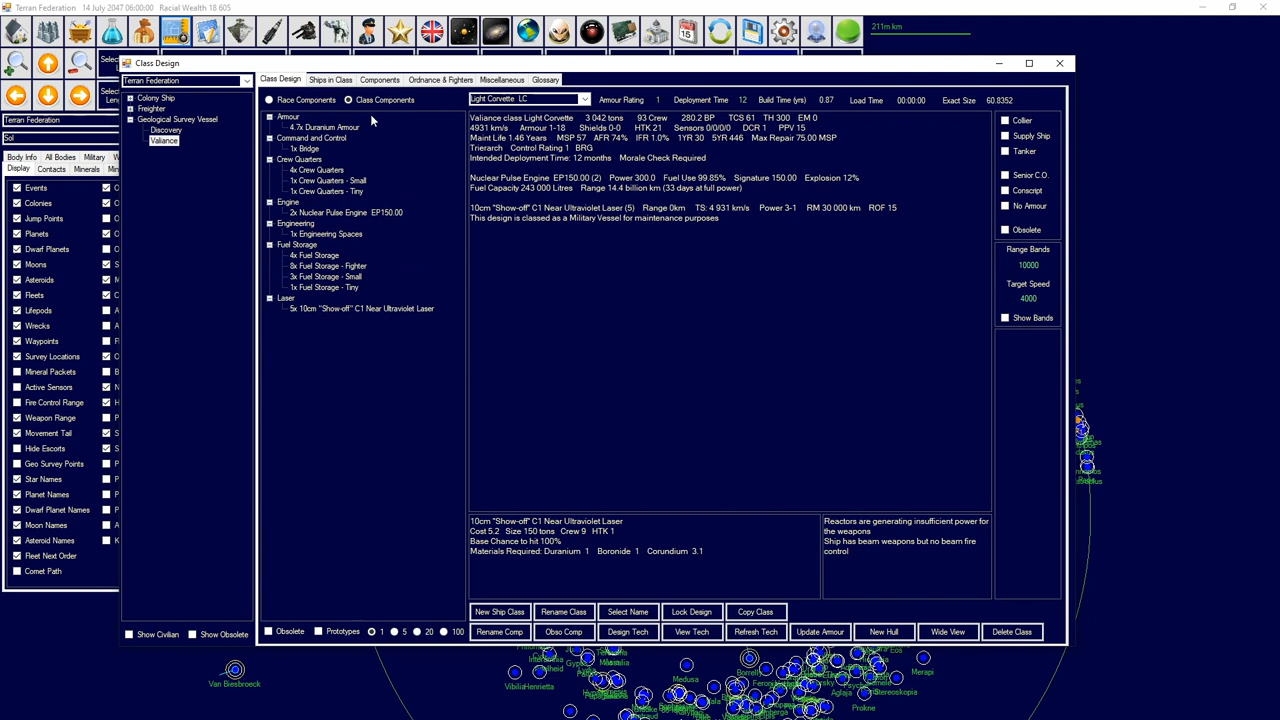 Terran Federation   14 July 2047 06:00:00   Racial Wealth 18 605
211m km
Class Design
Terran Federation
Colony Ship
Freighter
Geological Survey Vessel
Discovery
Valiance
Show Civilian
Show Obsolete
Class Design
Ships in Class
Components
Ordnance & Fighters
Miscellaneous
Glossary
Race Components
Class Components
Armour
4.7x Duranium Armour
Command and Control
1x Bridge
Crew Quarters
4x Crew Quarters
1x Crew Quarters - Small
1x Crew Quarters - Tiny
Engine
2x Nuclear Pulse Engine  EP150.00
Engineering
1x Engineering Spaces
Fuel Storage
4x Fuel Storage
8x Fuel Storage - Fighter
3x Fuel Storage - Small
1x Fuel Storage - Tiny
Laser
5x 10cm "Show-off" C1 Near Ultraviolet Laser
Obsolete
Prototypes
1
5
20
100
Light Corvette  LC
Armour Rating  1
Deployment Time  12
Build Time (yrs)  0.87
Load Time  00:00:00
Exact Size  60.8352
Valiance class Light Corvette   3 042 tons   93 Crew   280.2 BP   TCS 61   TH 300   EM 0
4931 km/s   Armour 1-18   Shields 0-0   HTK 21   Sensors 0/0/0/0   DCR 1   PPV 15
Maint Life 1.46 Years   MSP 57   AFR 74%   IFR 1.0%   1YR 30   5YR 446   Max Repair 75.00 MSP
Trierarch   Control Rating 1   BRG
Intended Deployment Time: 12 months   Morale Check Required
Nuclear Pulse Engine  EP150.00 (2)   Power 300.0   Fuel Use 99.85%   Signature 150.00   Explosion 12%
Fuel Capacity 243 000 Litres   Range 14.4 billion km (33 days at full power)
10cm "Show-off" C1 Near Ultraviolet Laser (5)   Range 0km   TS: 4 931 km/s   Power 3-1   RM 30 000 km   ROF 15
This design is classed as a Military Vessel for maintenance purposes
10cm "Show-off" C1 Near Ultraviolet Laser
Cost 5.2   Size 150 tons   Crew 9   HTK 1
Base Chance to hit 100%
Materials Required: Duranium  1   Boronide  1   Corundium  3.1
Reactors are generating insufficient power for
the weapons
Ship has beam weapons but no beam fire
control
New Ship Class
Rename Class
Select Name
Lock Design
Copy Class
Rename Comp
Obso Comp
Design Tech
View Tech
Refresh Tech
Update Armour
New Hull
Wide View
Delete Class
Collier
Supply Ship
Tanker
Senior C.O.
Conscript
No Armour
Obsolete
Range Bands
10000
Target Speed
4000
Show Bands
Terran Federation
Sol
Body Info
All Bodies
Military
Display
Contacts
Minerals
Events
Colonies
Jump Points
Planets
Dwarf Planets
Moons
Asteroids
Fleets
Lifepods
Wrecks
Waypoints
Survey Locations
Mineral Packets
Active Sensors
Fire Control Range
Weapon Range
Movement Tail
Hide Escorts
Geo Survey Points
Star Names
Planet Names
Dwarf Planet Names
Moon Names
Asteroid Names
Fleet Next Order
Comet Path
Van Biesbroeck
Vibilia
Henrietta
Medusa
Borrelly
Merapi
Stereoskopia
Aglaja
Prokne